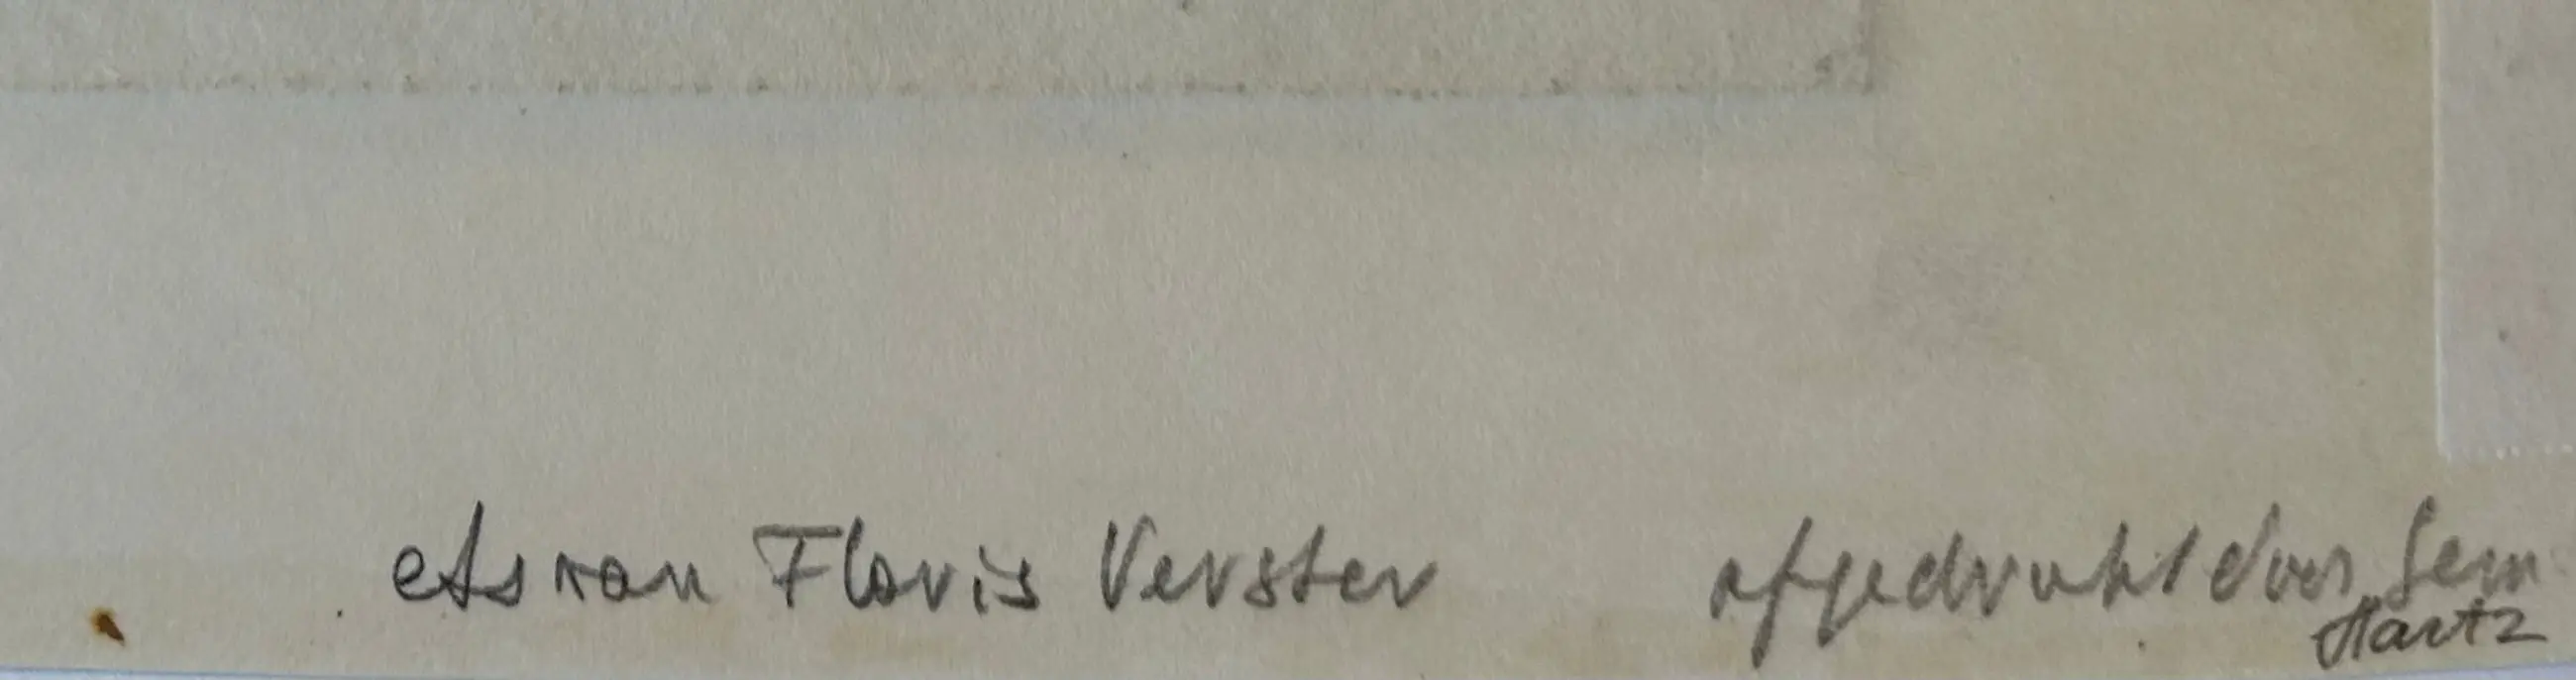 ets van Floris Verster afgedrukt door Sem
Hartz